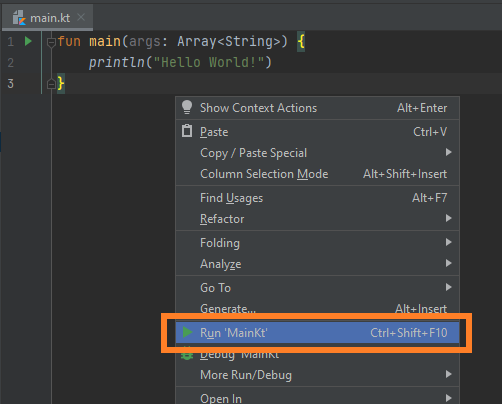 main.kt
1 fun main(args: Array<String>) {
2 println("Hello World!")
3 }
Show Context Actions Alt+Enter
Paste Ctrl+V
Copy / Paste Special
Column Selection Mode Alt+Shift+Insert
Find Usages Alt+F7
Refactor
Folding
Analyze
Go To
Generate... Alt+Insert
Run 'MainKt' Ctrl+Shift+F10
Debug 'MainKt'
More Run/Debug
Open In